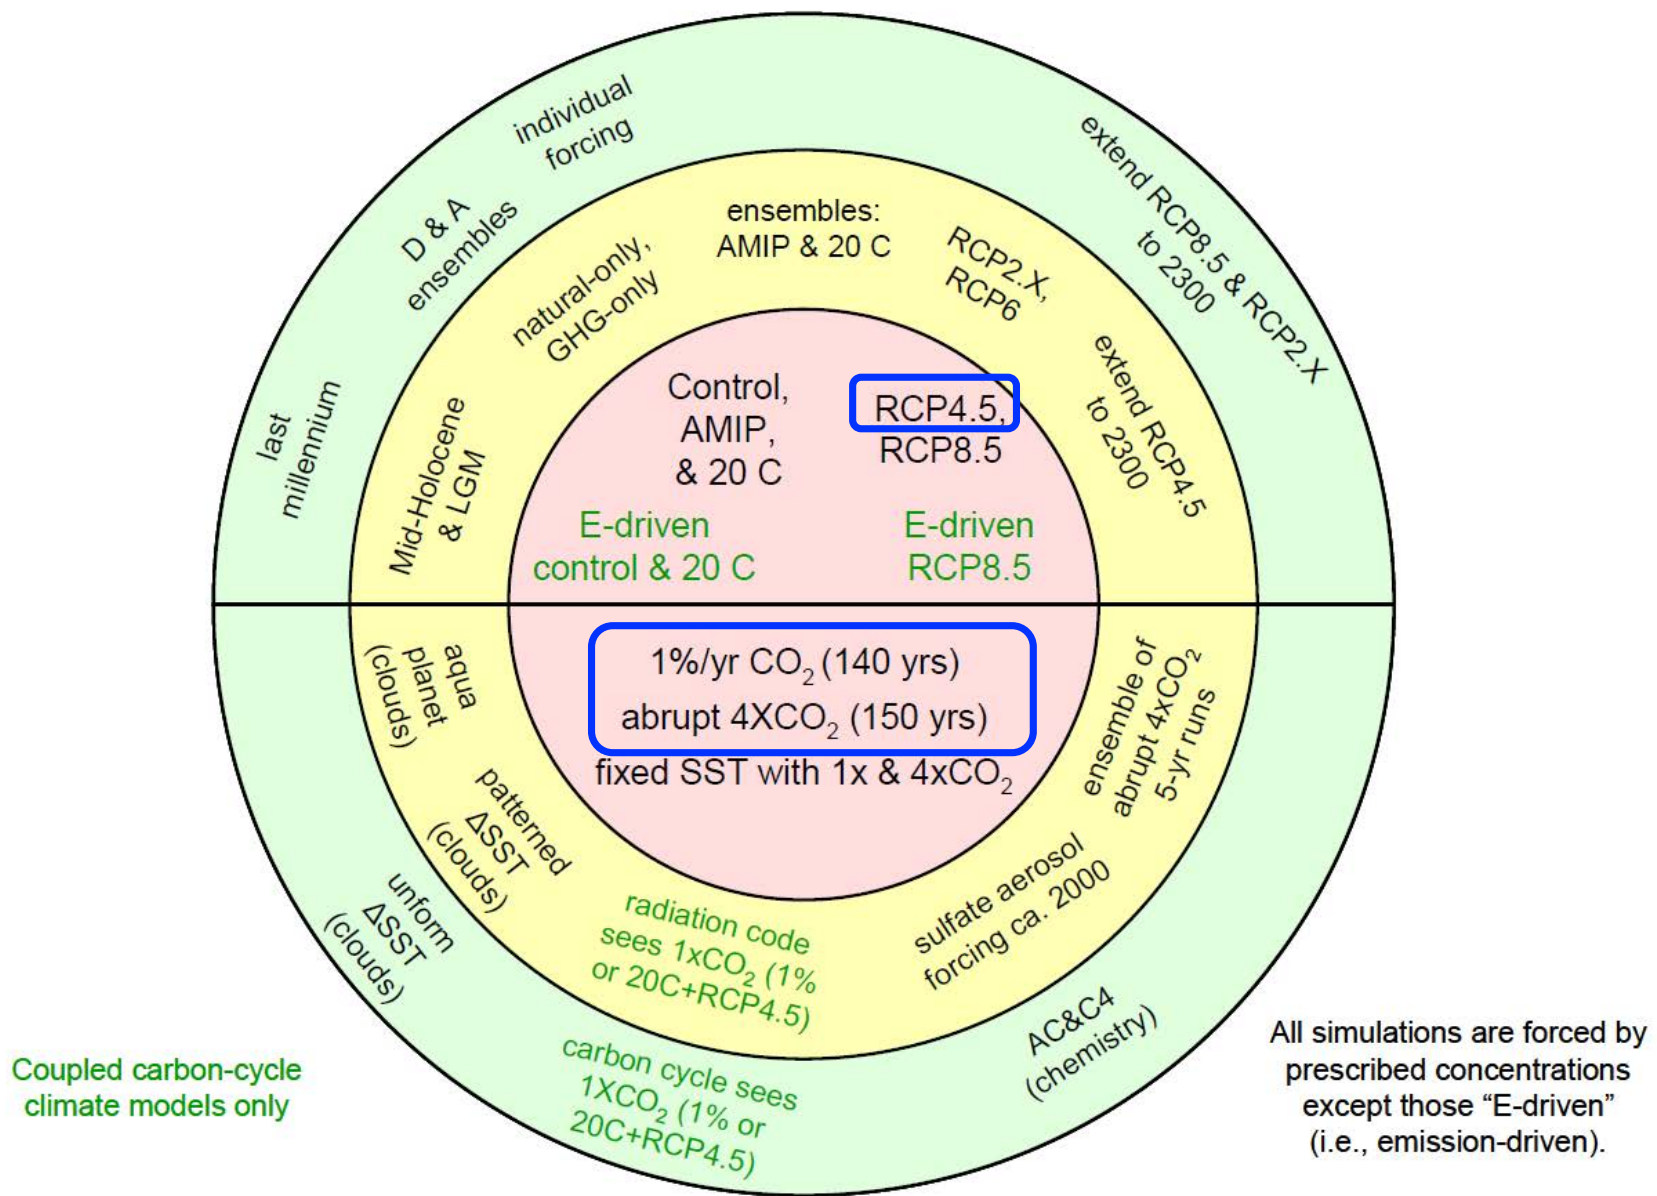 individual
forcing
D & A
ensembles
last
millennium
extend RCP8.5 & RCP2.X
to 2300
ensembles:
AMIP & 20 C
natural-only,
GHG-only
Mid-Holocene
& LGM
RCP2.X,
RCP6
extend RCP4.5
to 2300
Control,
AMIP,
& 20 C
RCP4.5,
RCP8.5
E-driven
control & 20 C
E-driven
RCP8.5
1%/yr CO₂ (140 yrs)
abrupt 4XCO₂ (150 yrs)
fixed SST with 1x & 4xCO₂
aqua
planet
(clouds)
patterned
ΔSST
(clouds)
radiation code
sees 1xCO₂ (1%
or 20C+RCP4.5)
sulfate aerosol
forcing ca. 2000
ensemble of
abrupt 4xCO₂
5-yr runs
unform
ΔSST
(clouds)
carbon cycle sees
1XCO₂ (1% or
20C+RCP4.5)
AC&C4
(chemistry)
Coupled carbon-cycle
climate models only
All simulations are forced by
prescribed concentrations
except those “E-driven”
(i.e., emission-driven).